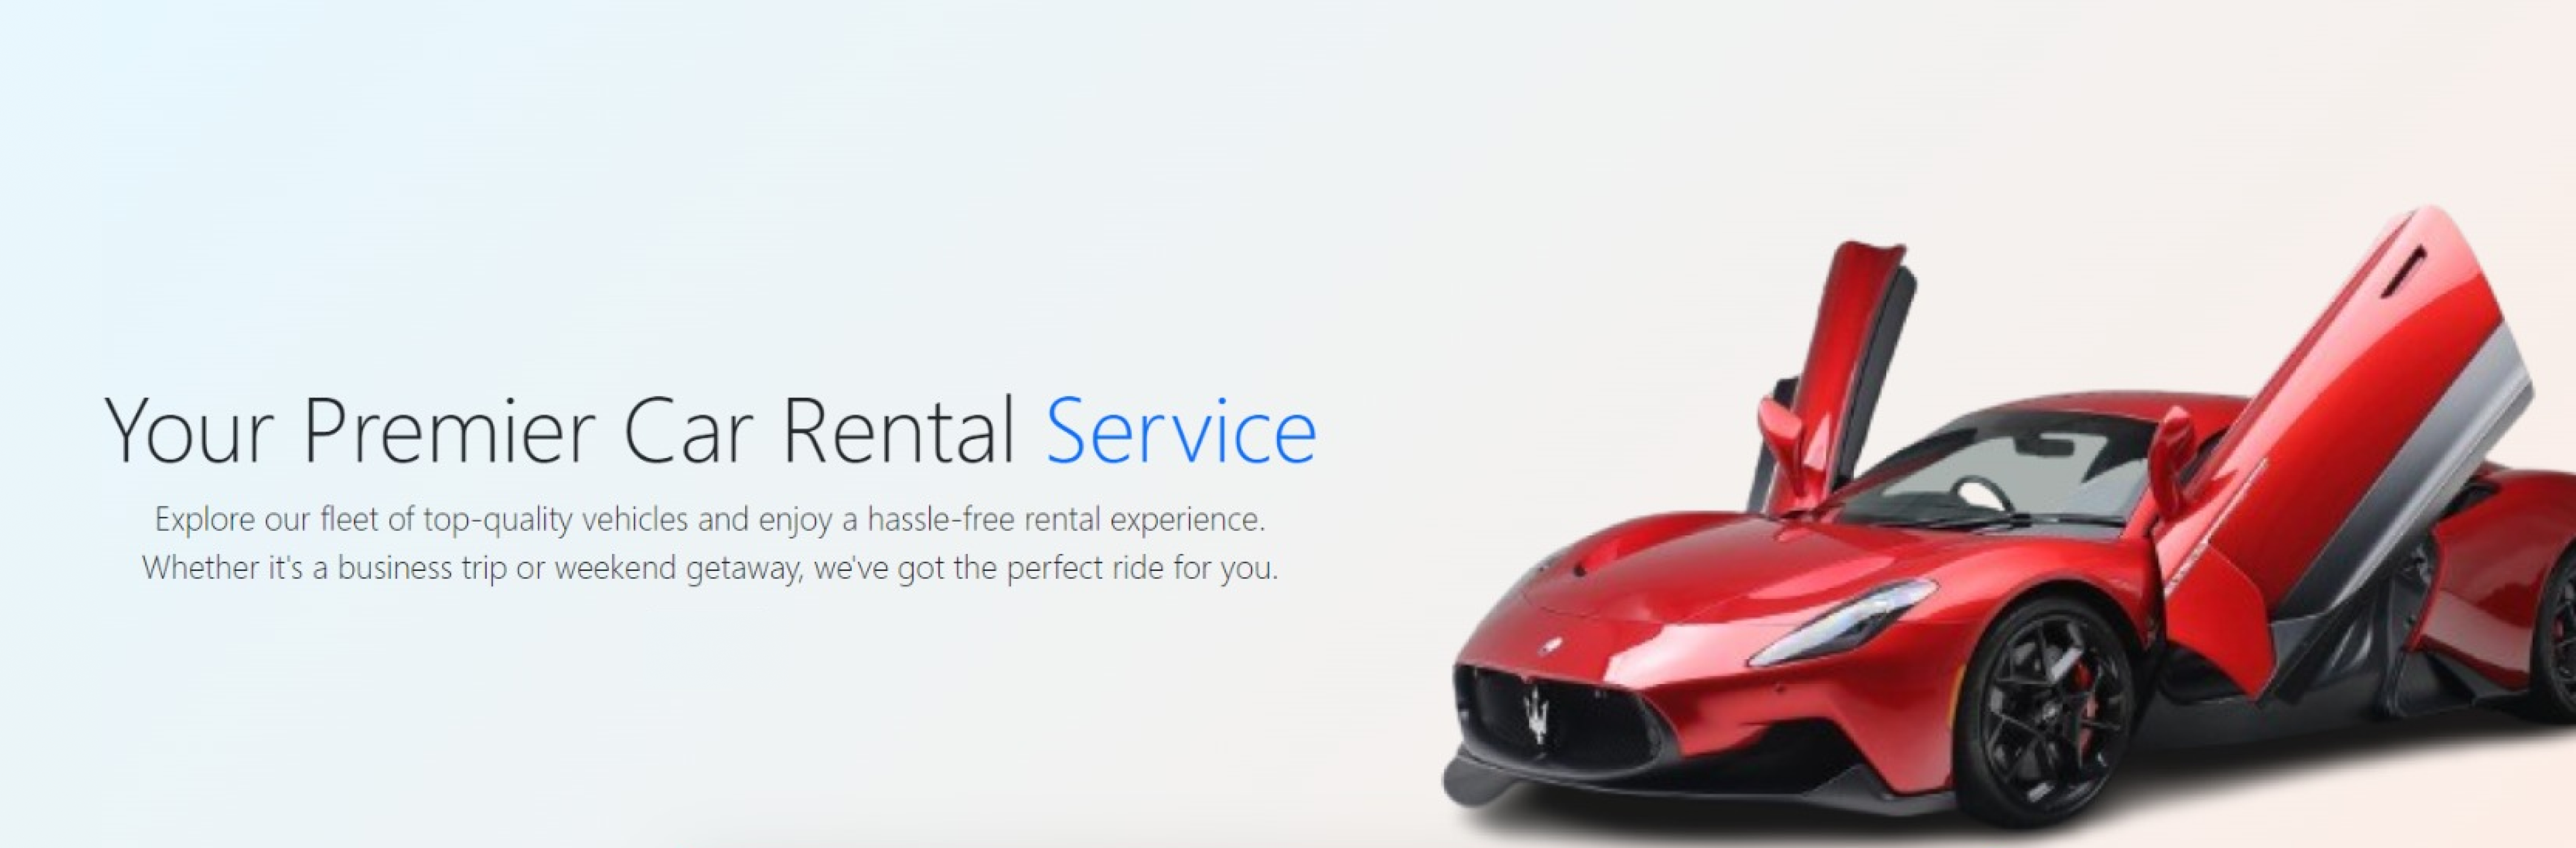 Your Premier Car Rental Service
Explore our fleet of top-quality vehicles and enjoy a hassle-free rental experience.
Whether it's a business trip or weekend getaway, we've got the perfect ride for you.